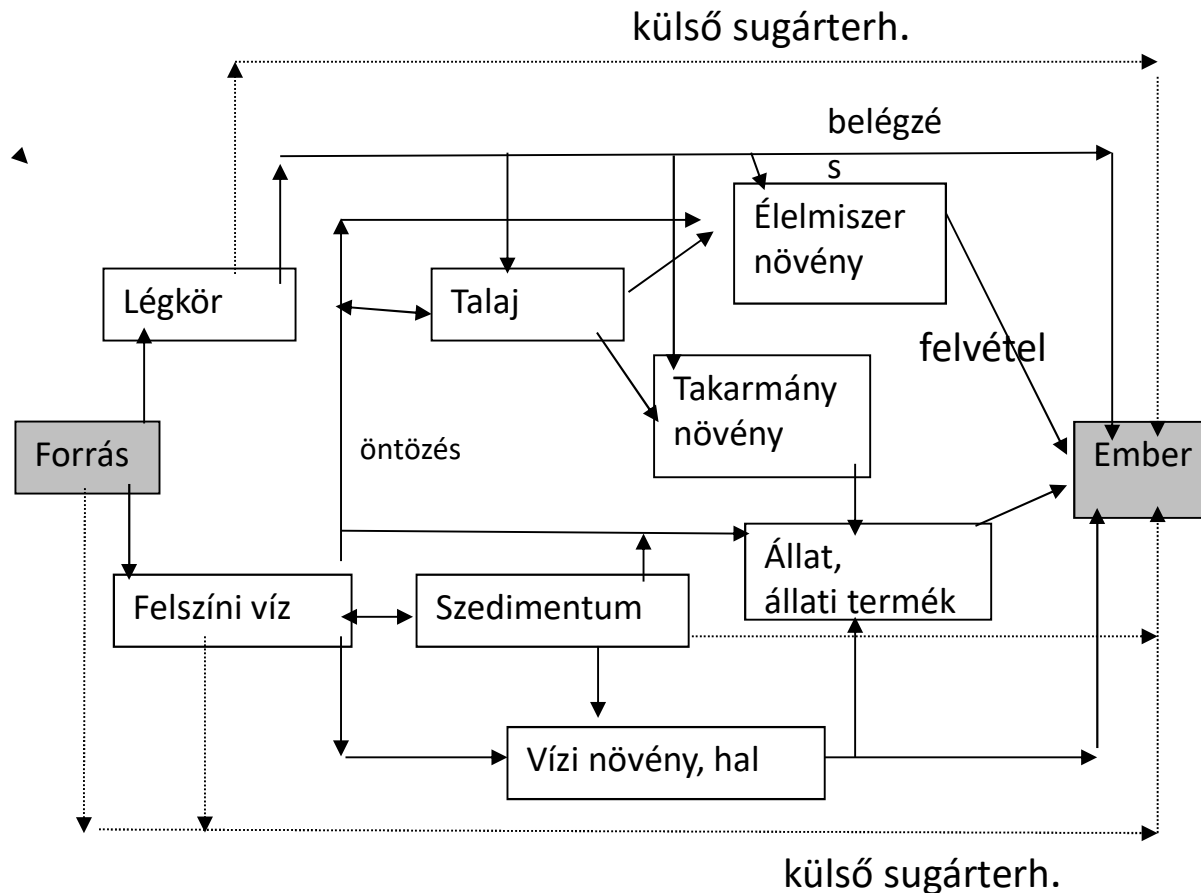 külső sugárterh.
belégzé
s
Élelmiszer
növény
Légkör
Talaj
felvétel
Takarmány
növény
Forrás
öntözés
Ember
Állat,
állati termék
Felszíni víz
Szedimentum
Vízi növény, hal
külső sugárterh.